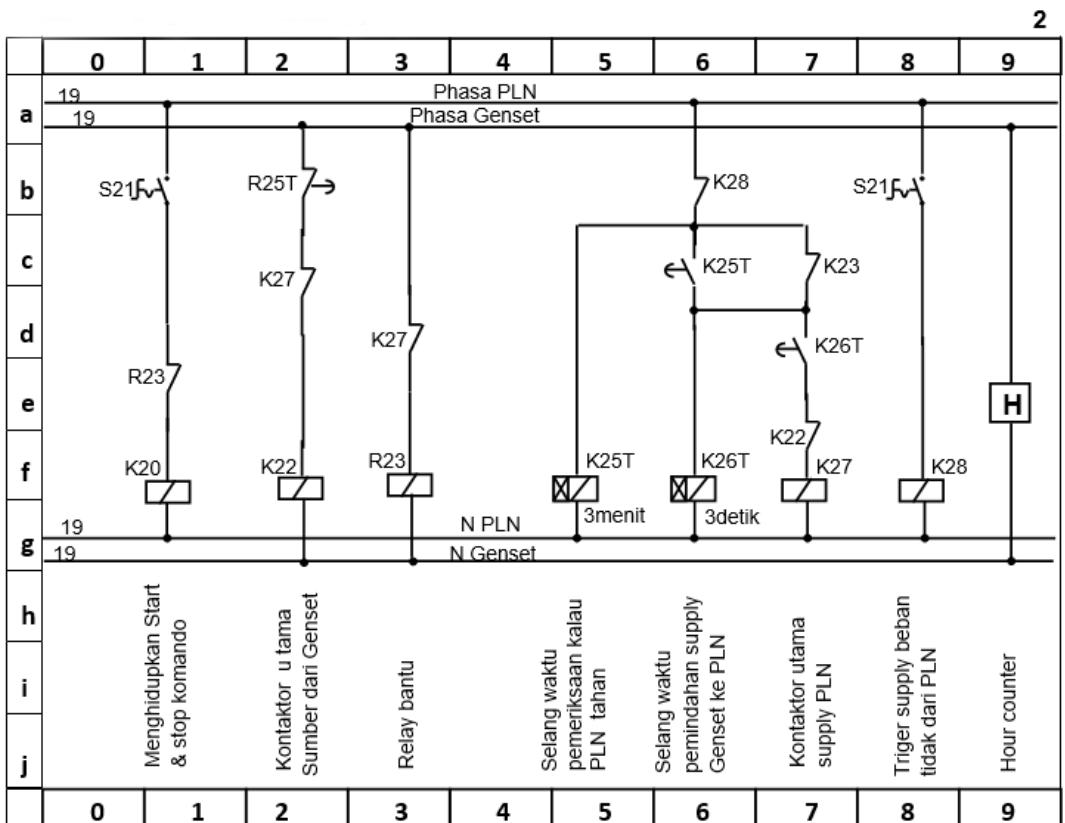 2
0 1 2 3 4 5 6 7 8 9
a
19 Phasa PLN
19 Phasa Genset
b
S21
R25T
K28
S21
c
K27
K25T
K23
d
K27
K26T
e
R23
H
K22
f
K20
K22
R23
K25T
K26T
K27
K28
3menit
3detik
g
19 N PLN
19 N Genset
h
i
j
Menghidupkan Start
& stop komando
Kontaktor u tama
Sumber dari Genset
Relay bantu
Selang waktu
pemeriksaan kalau
PLN tahan
Selang waktu
pemindahan supply
Genset ke PLN
Kontaktor utama
supply PLN
Triger supply beban
tidak dari PLN
Hour counter
0 1 2 3 4 5 6 7 8 9